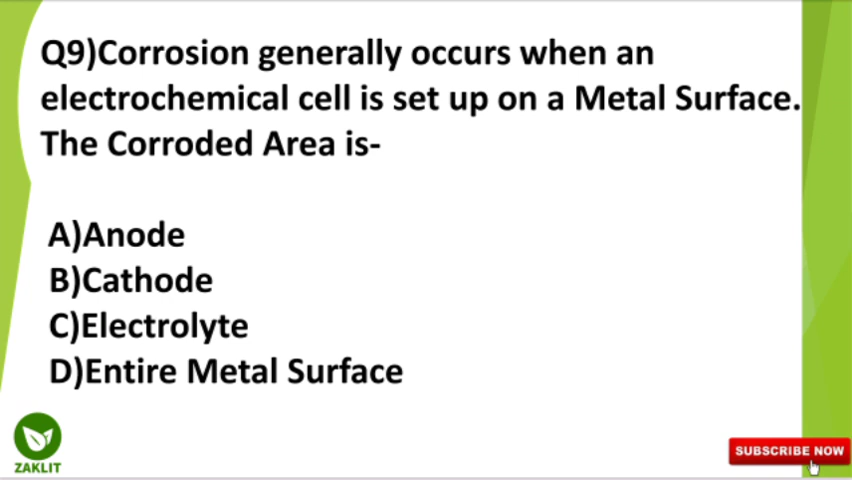 Q9)Corrosion generally occurs when an
electrochemical cell is set up on a Metal Surface.
The Corroded Area is-
A)Anode
B)Cathode
C)Electrolyte
D)Entire Metal Surface
ZAKLIT
SUBSCRIBE NOW